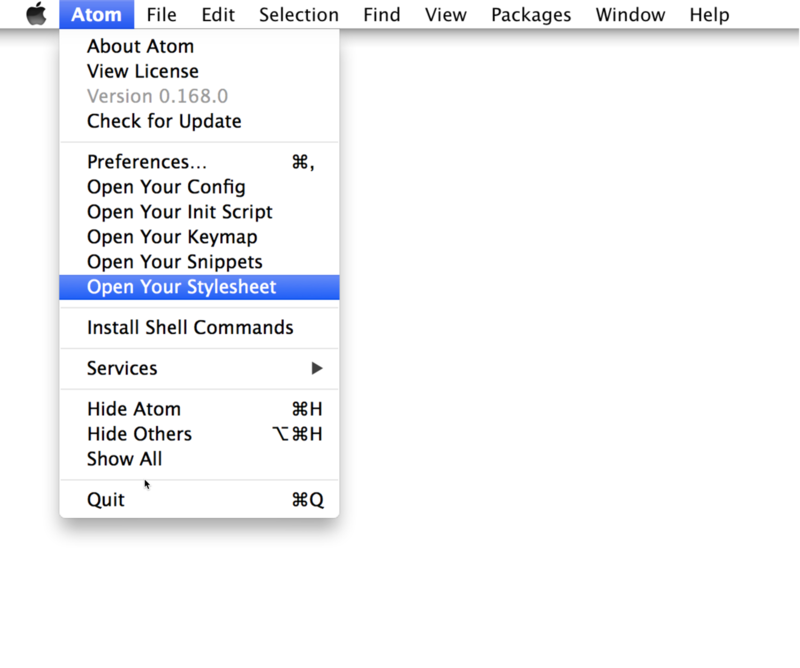 Atom File Edit Selection Find View Packages Window Help
About Atom
View License
Version 0.168.0
Check for Update
Preferences... ⌘,
Open Your Config
Open Your Init Script
Open Your Keymap
Open Your Snippets
Open Your Stylesheet
Install Shell Commands
Services ▶
Hide Atom ⌘H
Hide Others ⌥⌘H
Show All
Quit ⌘Q